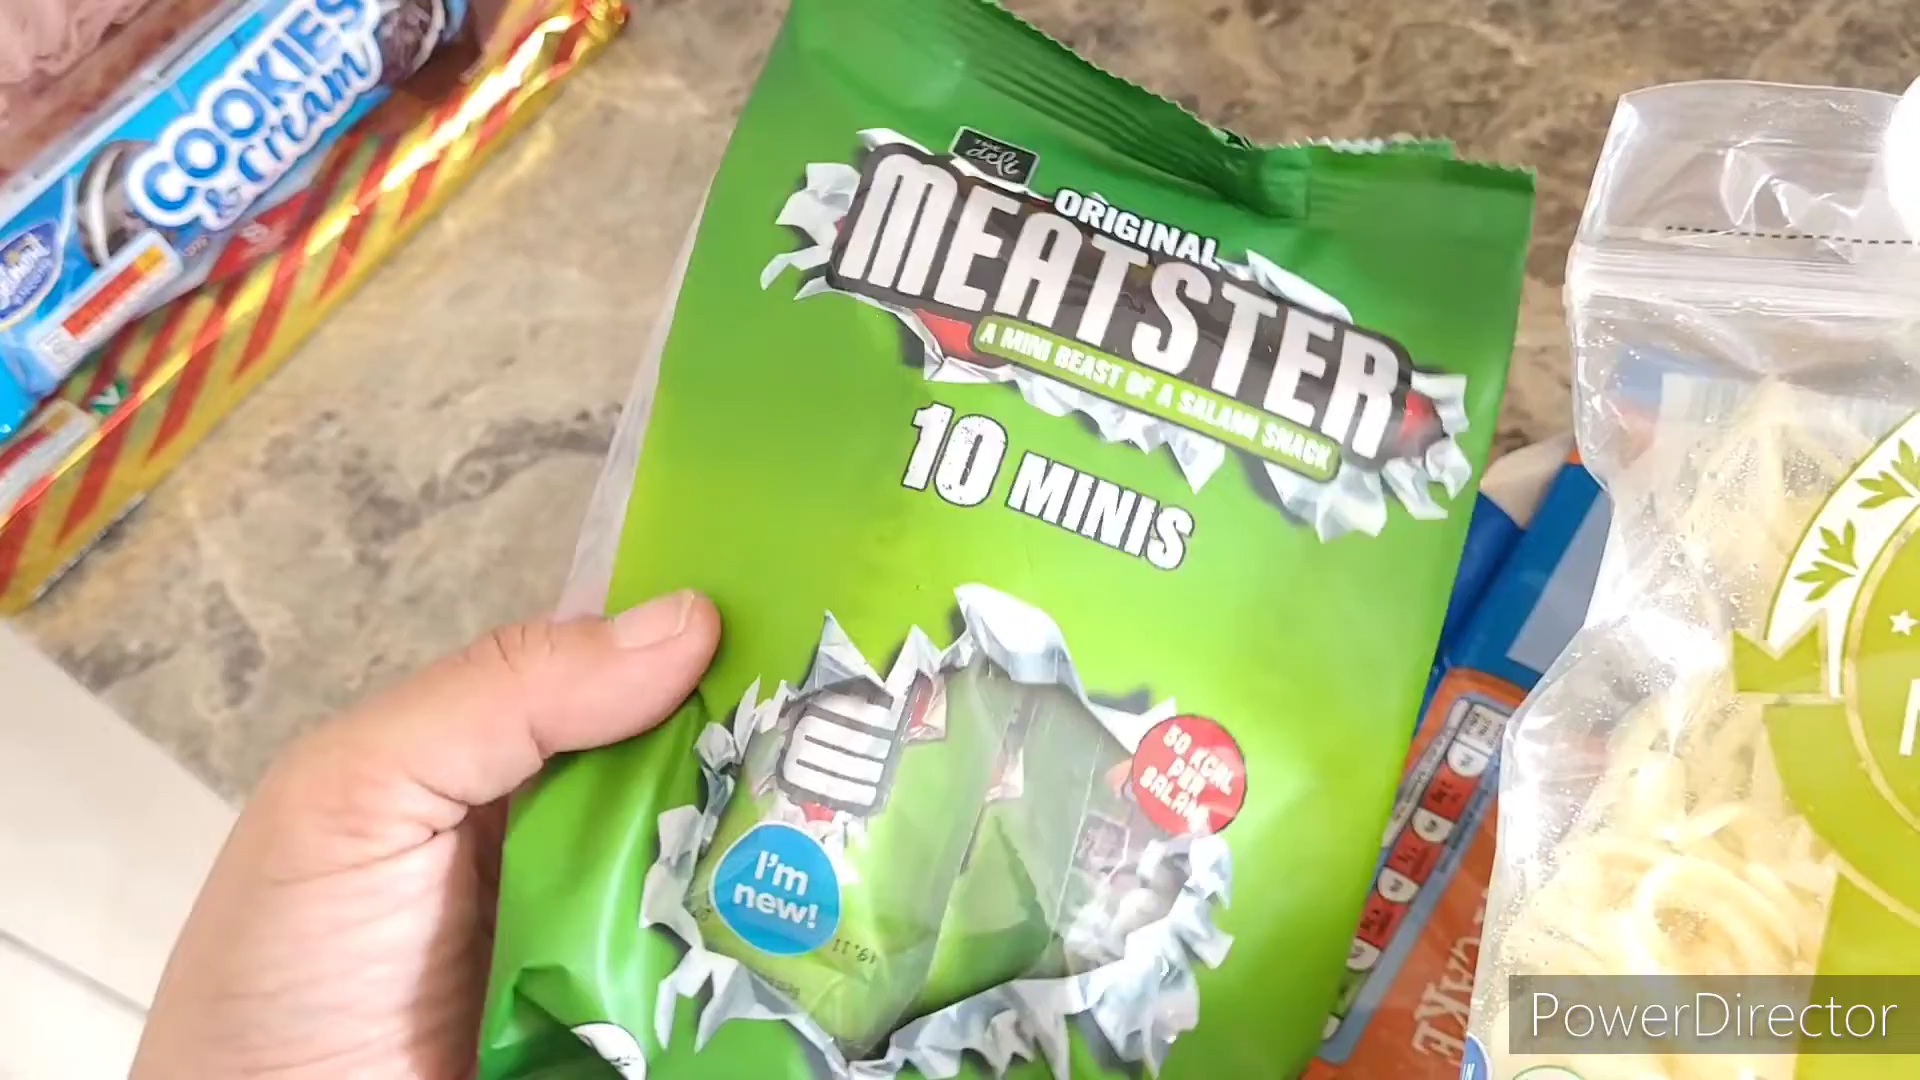 COOKIES
& Cream
THE
deli
ORIGINAL
MEATSTER
A MINI BEAST OF A SALAMI SNACK
10 MINIS
50 KCAL
PER
SALAMI
I'm
new!
CAKE
PowerDirector